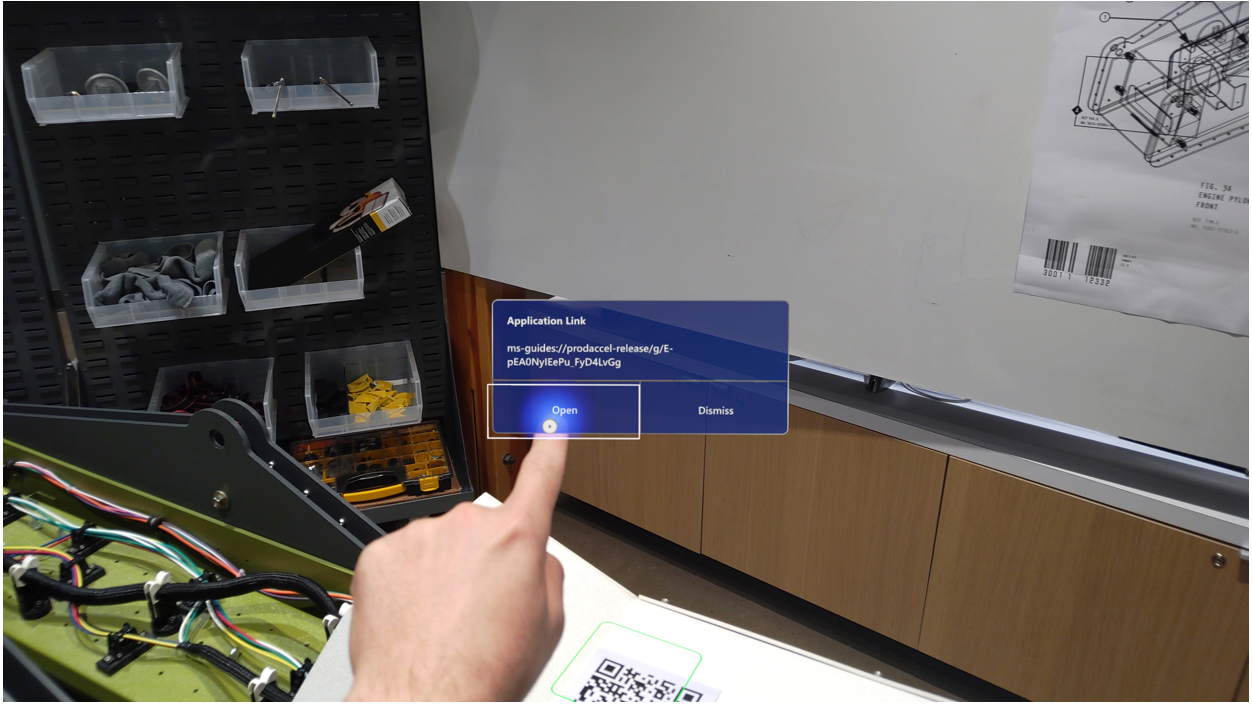 Application Link
ms-guides://prodaccel-release/g/E-
pEA0NyIEePu_FyD4LvGg
Open
Dismiss
FIG. 3A
ENGINE PYLON
FRONT
3001 1 12332